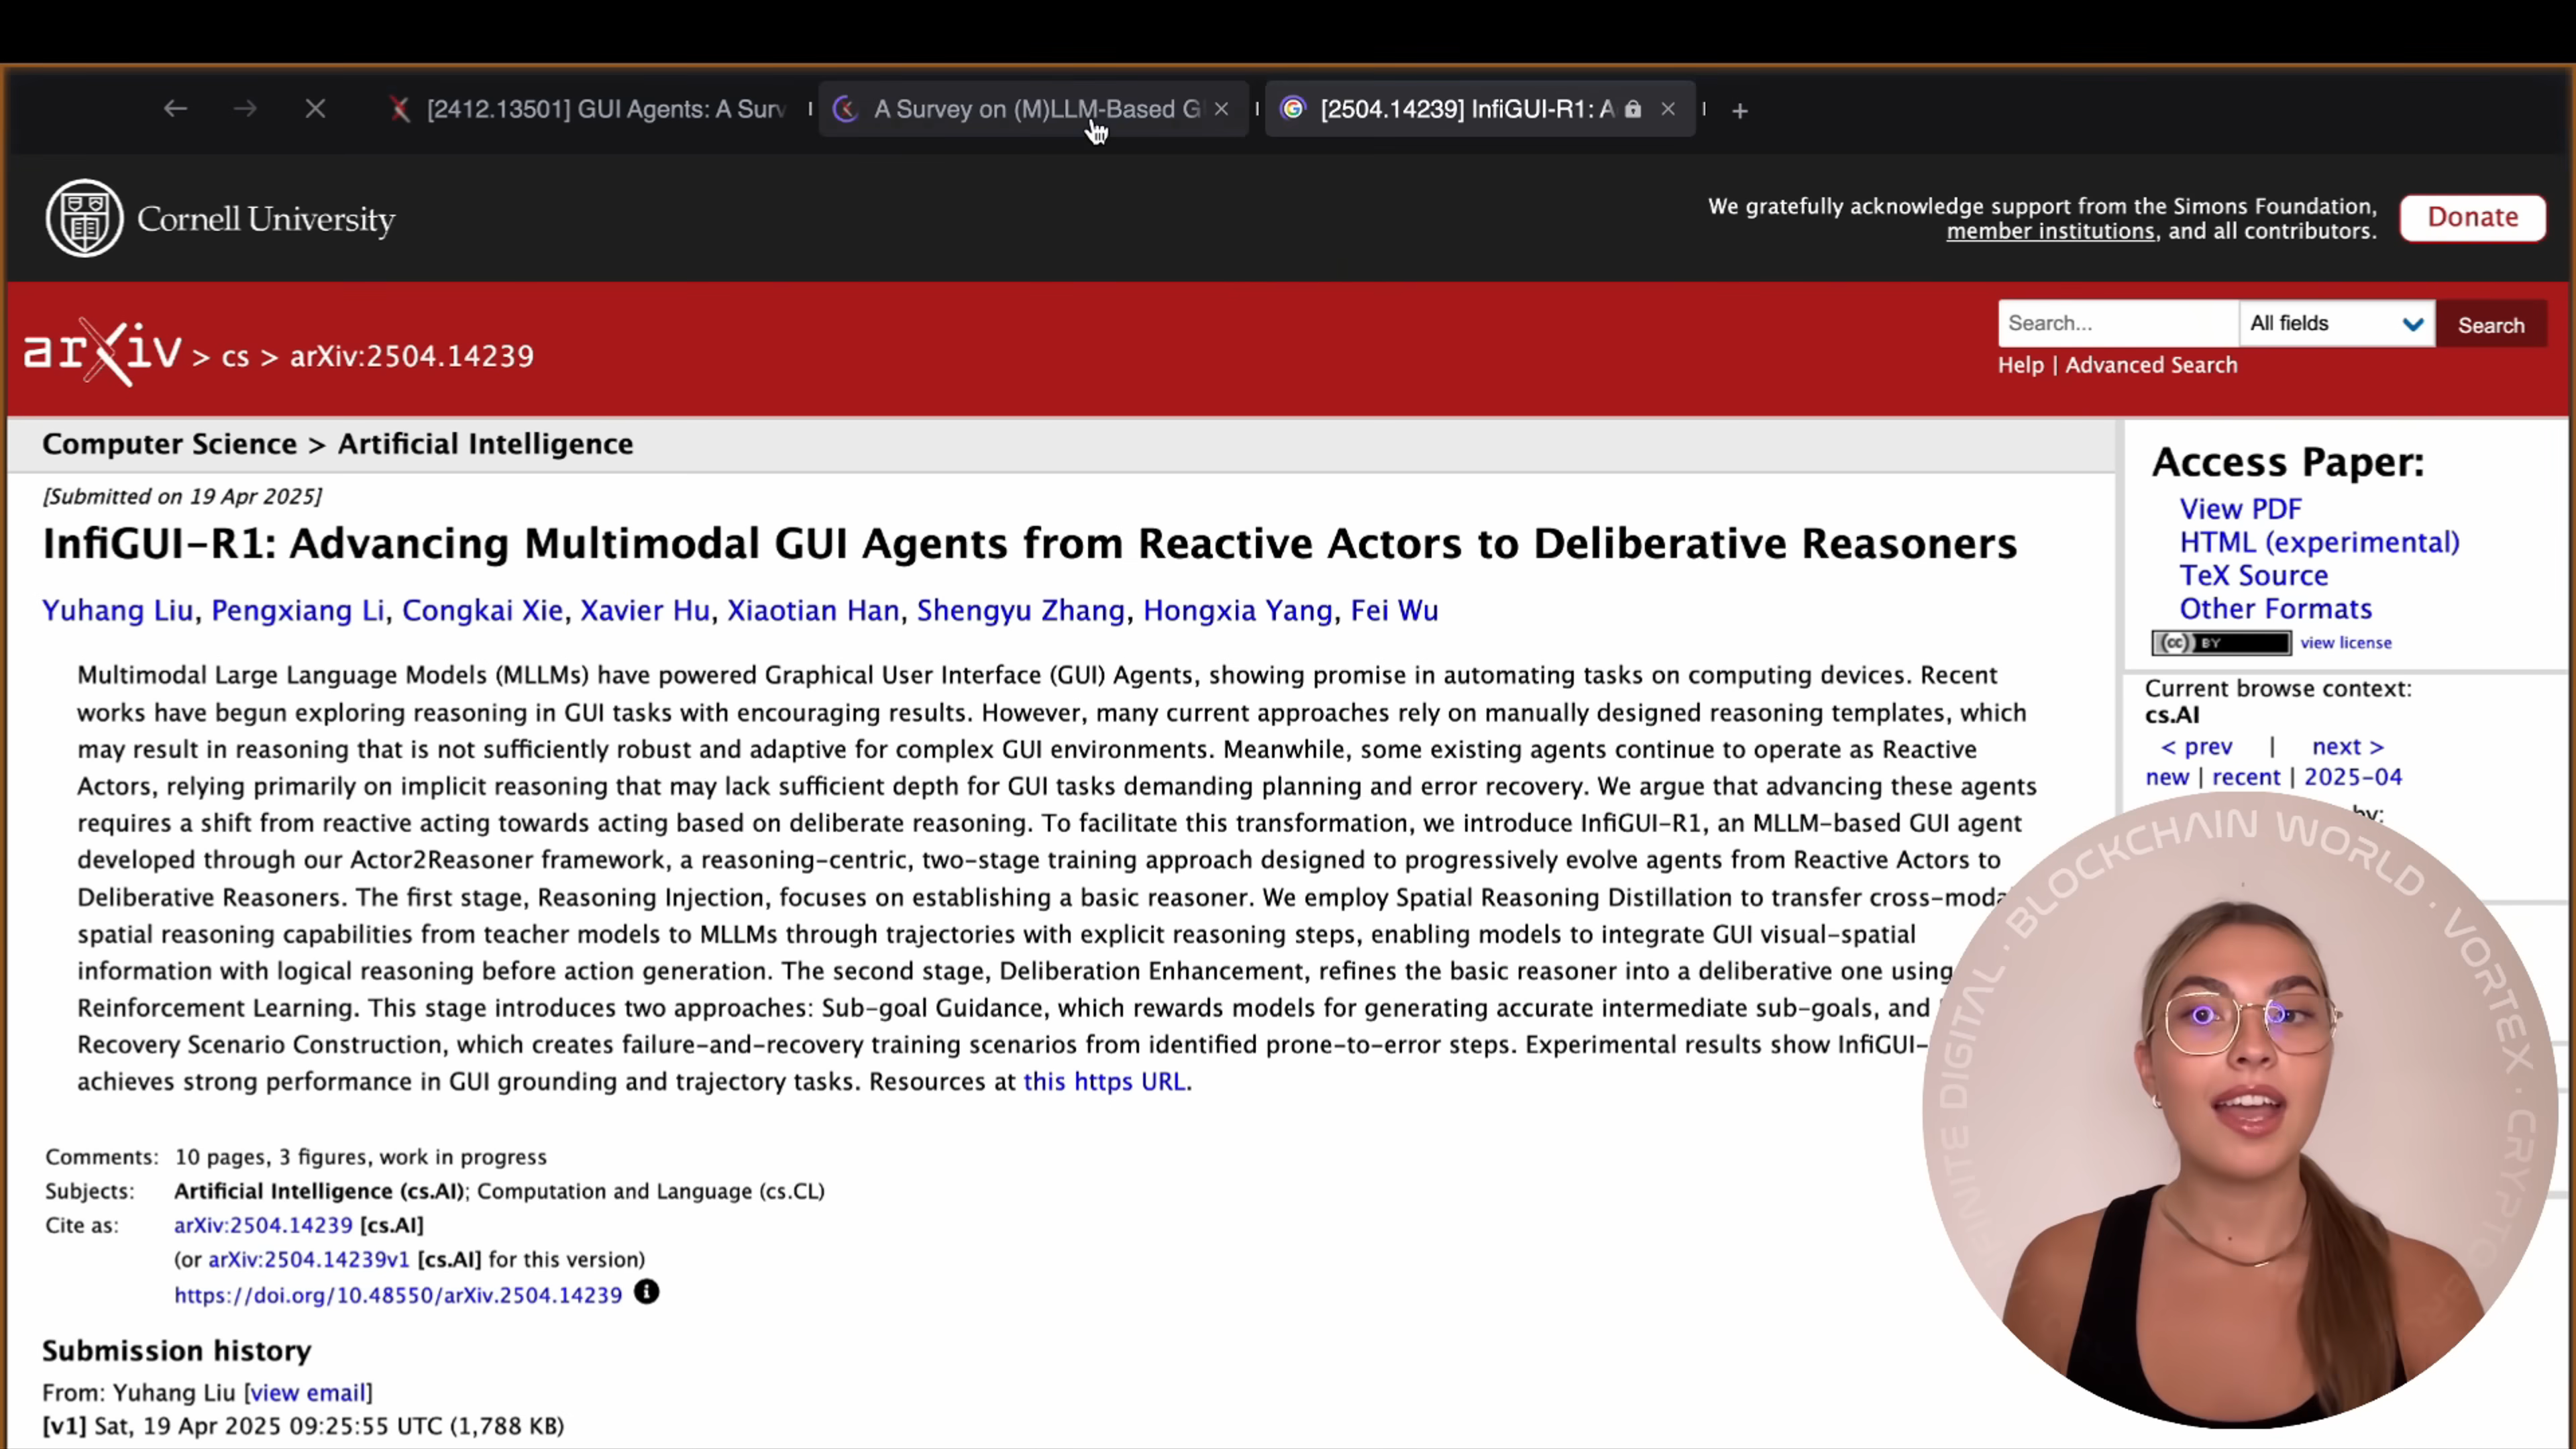 [2412.13501] GUI Agents: A Surv
A Survey on (M)LLM-Based G
[2504.14239] InfiGUI-R1: A
Cornell University
We gratefully acknowledge support from the Simons Foundation,
member institutions, and all contributors.
Donate
arXiv > cs > arXiv:2504.14239
Search...
All fields
Search
Help | Advanced Search
Computer Science > Artificial Intelligence
[Submitted on 19 Apr 2025]
InfiGUI-R1: Advancing Multimodal GUI Agents from Reactive Actors to Deliberative Reasoners
Yuhang Liu, Pengxiang Li, Congkai Xie, Xavier Hu, Xiaotian Han, Shengyu Zhang, Hongxia Yang, Fei Wu
Multimodal Large Language Models (MLLMs) have powered Graphical User Interface (GUI) Agents, showing promise in automating tasks on computing devices. Recent
works have begun exploring reasoning in GUI tasks with encouraging results. However, many current approaches rely on manually designed reasoning templates, which
may result in reasoning that is not sufficiently robust and adaptive for complex GUI environments. Meanwhile, some existing agents continue to operate as Reactive
Actors, relying primarily on implicit reasoning that may lack sufficient depth for GUI tasks demanding planning and error recovery. We argue that advancing these agents
requires a shift from reactive acting towards acting based on deliberate reasoning. To facilitate this transformation, we introduce InfiGUI-R1, an MLLM-based GUI agent
developed through our Actor2Reasoner framework, a reasoning-centric, two-stage training approach designed to progressively evolve agents from Reactive Actors to
Deliberative Reasoners. The first stage, Reasoning Injection, focuses on establishing a basic reasoner. We employ Spatial Reasoning Distillation to transfer cross-moda
spatial reasoning capabilities from teacher models to MLLMs through trajectories with explicit reasoning steps, enabling models to integrate GUI visual-spatial
information with logical reasoning before action generation. The second stage, Deliberation Enhancement, refines the basic reasoner into a deliberative one using
Reinforcement Learning. This stage introduces two approaches: Sub-goal Guidance, which rewards models for generating accurate intermediate sub-goals, and
Recovery Scenario Construction, which creates failure-and-recovery training scenarios from identified prone-to-error steps. Experimental results show InfiGUI-
achieves strong performance in GUI grounding and trajectory tasks. Resources at this https URL.
Comments: 10 pages, 3 figures, work in progress
Subjects: Artificial Intelligence (cs.AI); Computation and Language (cs.CL)
Cite as: arXiv:2504.14239 [cs.AI]
(or arXiv:2504.14239v1 [cs.AI] for this version)
https://doi.org/10.48550/arXiv.2504.14239
Submission history
From: Yuhang Liu [view email]
[v1] Sat, 19 Apr 2025 09:25:55 UTC (1,788 KB)
Access Paper:
View PDF
HTML (experimental)
TeX Source
Other Formats
(cc) BY view license
Current browse context:
cs.AI
< prev | next >
new | recent | 2025-04
by:
DIGITAL · BLOCKCHAIN WORLD · VORTEX · CRYPTO